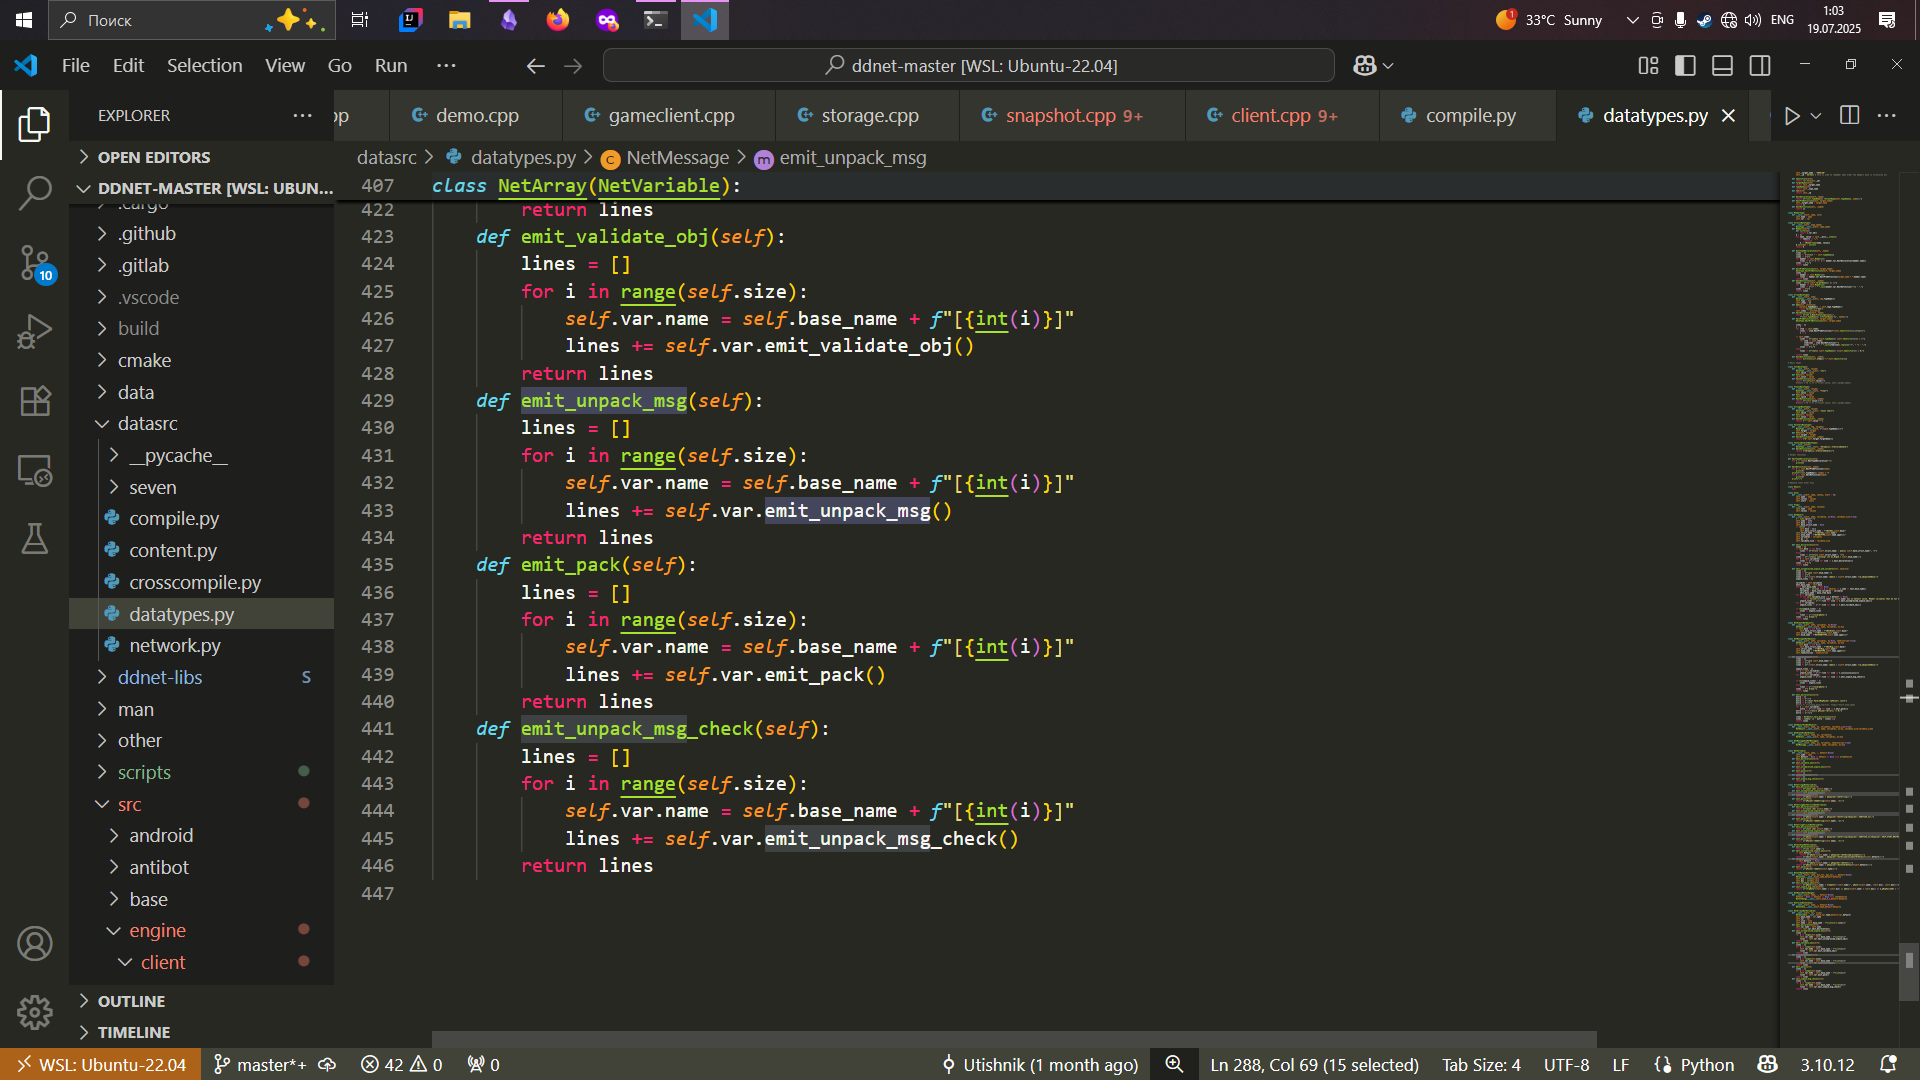 Поиск
33°C Sunny
ENG
1:03
19.07.2025
File Edit Selection View Go Run ···
ddnet-master [WSL: Ubuntu-22.04]
EXPLORER
pp
demo.cpp
gameclient.cpp
storage.cpp
snapshot.cpp 9+
client.cpp 9+
compile.py
datatypes.py
datasrc > datatypes.py > NetMessage > emit_unpack_msg
OPEN EDITORS
DDNET-MASTER [WSL: UBUN...
.cargo
.github
.gitlab
.vscode
build
cmake
data
datasrc
__pycache__
seven
compile.py
content.py
crosscompile.py
datatypes.py
network.py
ddnet-libs S
man
other
scripts
src
android
antibot
base
engine
client
OUTLINE
TIMELINE
10
407 class NetArray(NetVariable):
422 return lines
423 def emit_validate_obj(self):
424 lines = []
425 for i in range(self.size):
426 self.var.name = self.base_name + f"[{int(i)}]"
427 lines += self.var.emit_validate_obj()
428 return lines
429 def emit_unpack_msg(self):
430 lines = []
431 for i in range(self.size):
432 self.var.name = self.base_name + f"[{int(i)}]"
433 lines += self.var.emit_unpack_msg()
434 return lines
435 def emit_pack(self):
436 lines = []
437 for i in range(self.size):
438 self.var.name = self.base_name + f"[{int(i)}]"
439 lines += self.var.emit_pack()
440 return lines
441 def emit_unpack_msg_check(self):
442 lines = []
443 for i in range(self.size):
444 self.var.name = self.base_name + f"[{int(i)}]"
445 lines += self.var.emit_unpack_msg_check()
446 return lines
447
WSL: Ubuntu-22.04 master*+ 42 0 0 Utishnik (1 month ago) Ln 288, Col 69 (15 selected) Tab Size: 4 UTF-8 LF Python 3.10.12